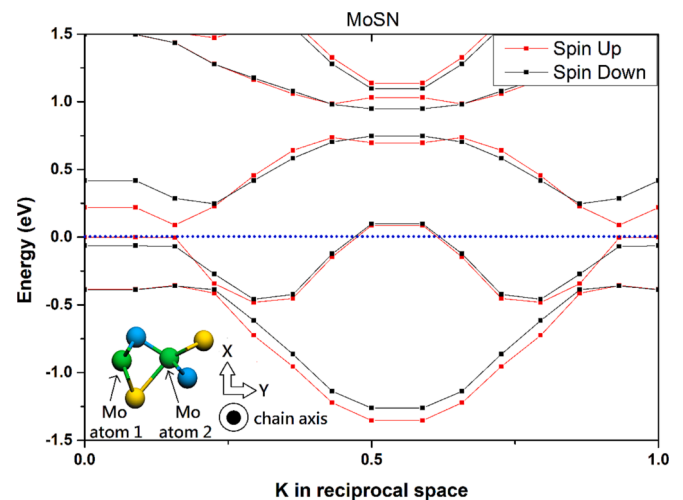 MoSN
Spin Up
Spin Down
1.5
1.0
0.5
0.0
-0.5
-1.0
-1.5
Energy (eV)
X
Y
Mo
atom 1
Mo
atom 2
chain axis
0.0
0.5
1.0
K in reciprocal space